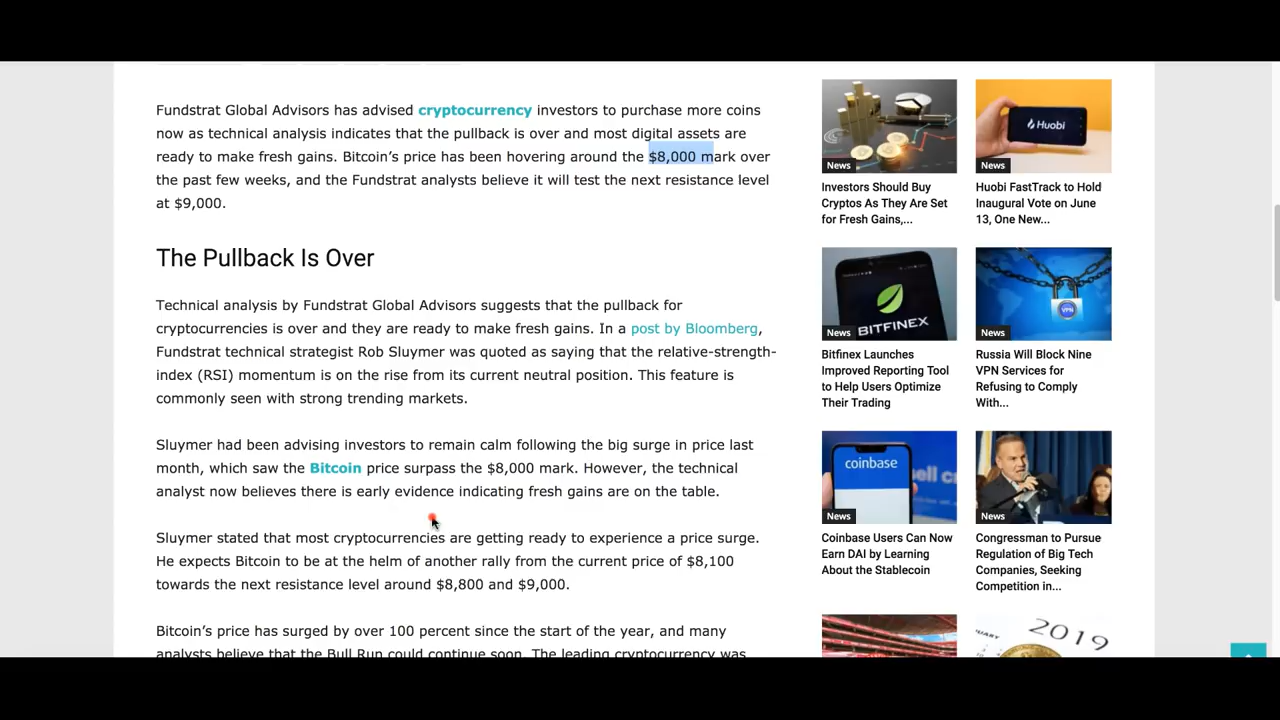 Fundstrat Global Advisors has advised cryptocurrency investors to purchase more coins
now as technical analysis indicates that the pullback is over and most digital assets are
ready to make fresh gains. Bitcoin’s price has been hovering around the $8,000 mark over
the past few weeks, and the Fundstrat analysts believe it will test the next resistance level
at $9,000.
The Pullback Is Over
Technical analysis by Fundstrat Global Advisors suggests that the pullback for
cryptocurrencies is over and they are ready to make fresh gains. In a post by Bloomberg,
Fundstrat technical strategist Rob Sluymer was quoted as saying that the relative-strength-
index (RSI) momentum is on the rise from its current neutral position. This feature is
commonly seen with strong trending markets.
Sluymer had been advising investors to remain calm following the big surge in price last
month, which saw the Bitcoin price surpass the $8,000 mark. However, the technical
analyst now believes there is early evidence indicating fresh gains are on the table.
Sluymer stated that most cryptocurrencies are getting ready to experience a price surge.
He expects Bitcoin to be at the helm of another rally from the current price of $8,100
towards the next resistance level around $8,800 and $9,000.
Bitcoin’s price has surged by over 100 percent since the start of the year, and many
analysts believe that the Bull Run could continue soon. The leading cryptocurrency was
News
Investors Should Buy
Cryptos As They Are Set
for Fresh Gains,...
Huobi
News
Huobi FastTrack to Hold
Inaugural Vote on June
13, One New...
BITFINEX
News
Bitfinex Launches
Improved Reporting Tool
to Help Users Optimize
Their Trading
VPN
News
Russia Will Block Nine
VPN Services for
Refusing to Comply
With...
coinbase
News
Coinbase Users Can Now
Earn DAI by Learning
About the Stablecoin
News
Congressman to Pursue
Regulation of Big Tech
Companies, Seeking
Competition in...
2019